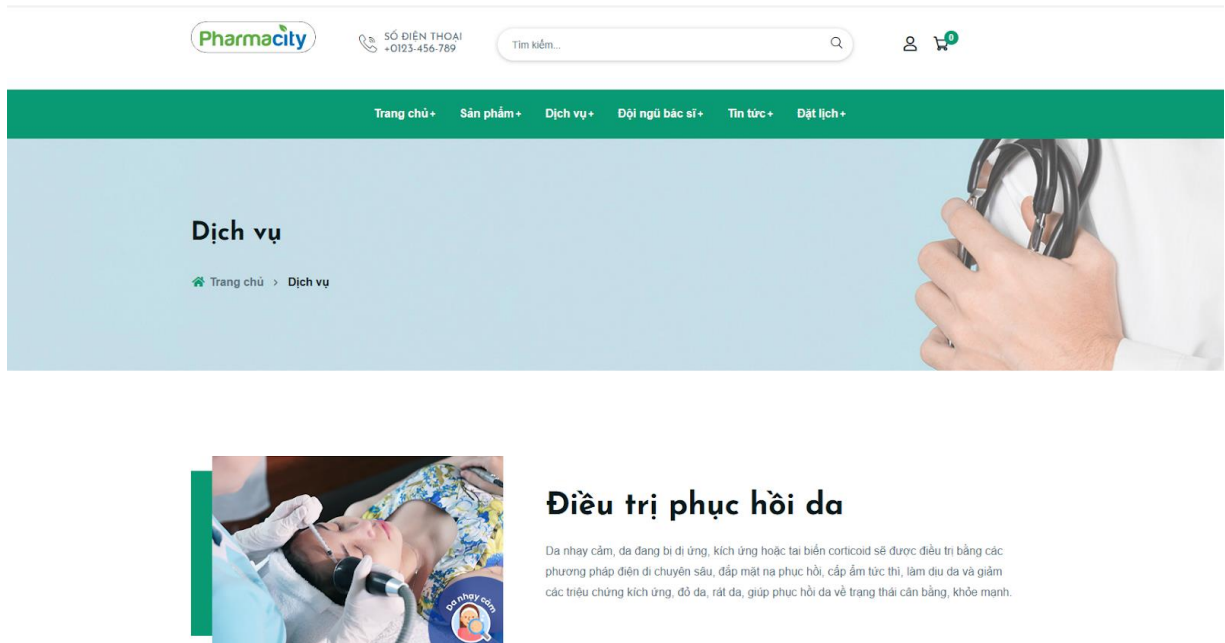 Pharmacity
SỐ ĐIỆN THOẠI
+0123-456-789
Tìm kiếm...
0
Trang chủ+ Sản phẩm+ Dịch vụ+ Đội ngũ bác sĩ+ Tin tức+ Đặt lịch+
Dịch vụ
Trang chủ > Dịch vụ
Điều trị phục hồi da
Da nhạy cảm, da đang bị dị ứng, kích ứng hoặc tai biến corticoid sẽ được điều trị bằng các
phương pháp điện di chuyên sâu, đắp mặt nạ phục hồi, cấp ẩm tức thì, làm dịu da và giảm
các triệu chứng kích ứng, đỏ da, rát da, giúp phục hồi da về trạng thái cân bằng, khỏe mạnh.
Da nhạy cảm